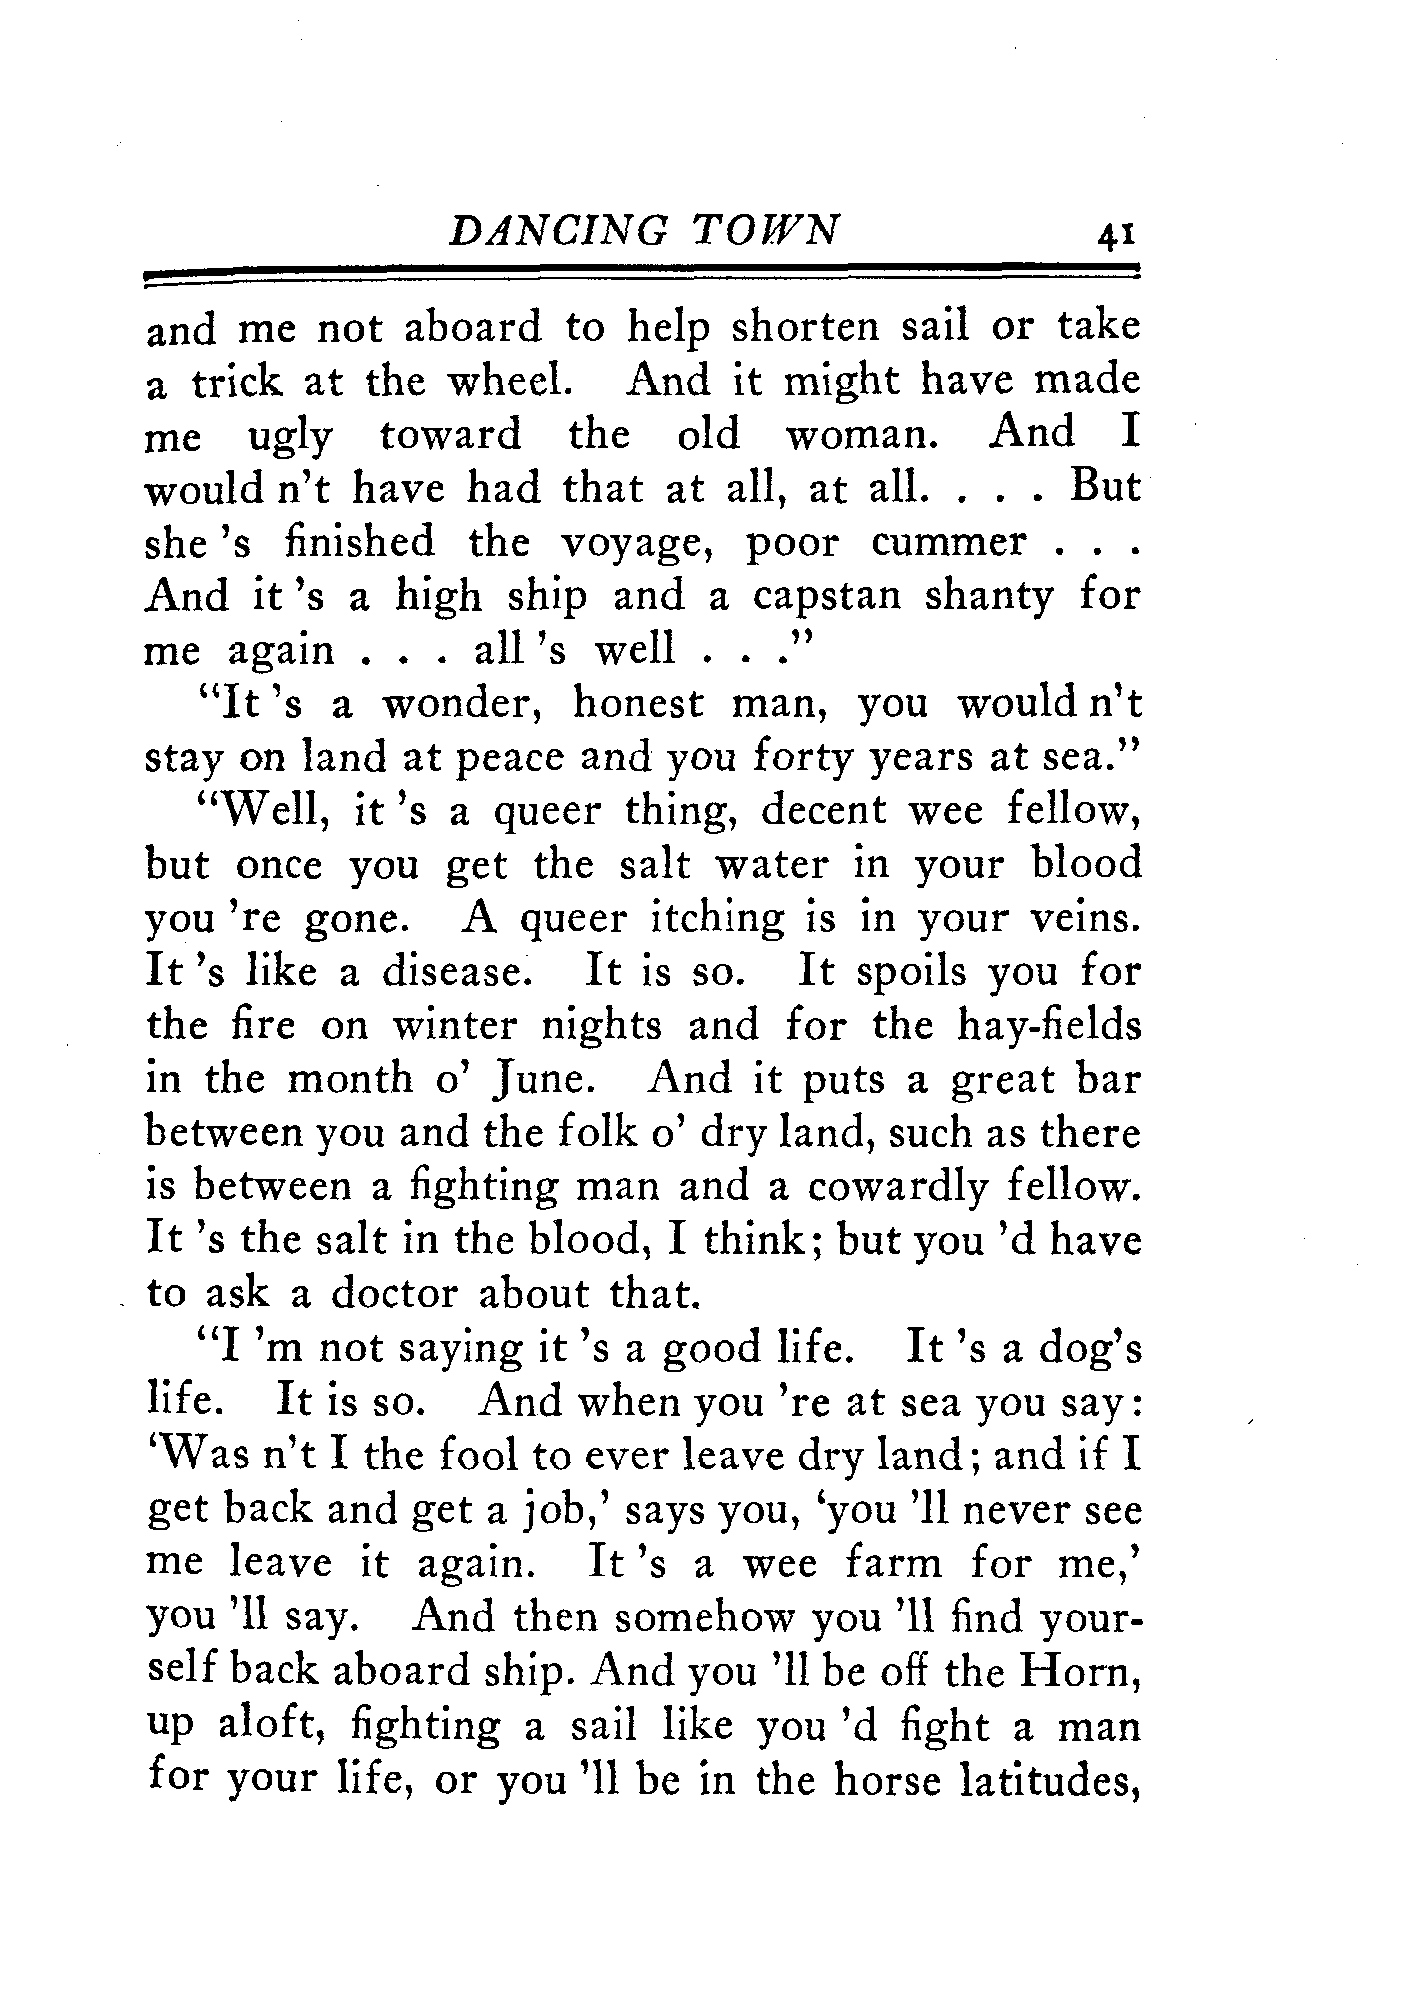 DANCING TOWN 41
and me not aboard to help shorten sail or take
a trick at the wheel. And it might have made
me ugly toward the old woman. And I
would n't have had that at all, at all. . . . But
she 's finished the voyage, poor cummer . . .
And it 's a high ship and a capstan shanty for
me again . . . all 's well . . ."
"It 's a wonder, honest man, you would n't
stay on land at peace and you forty years at sea."
"Well, it 's a queer thing, decent wee fellow,
but once you get the salt water in your blood
you 're gone. A queer itching is in your veins.
It 's like a disease. It is so. It spoils you for
the fire on winter nights and for the hay-fields
in the month o' June. And it puts a great bar
between you and the folk o' dry land, such as there
is between a fighting man and a cowardly fellow.
It 's the salt in the blood, I think; but you 'd have
to ask a doctor about that.
"I 'm not saying it 's a good life. It 's a dog's
life. It is so. And when you 're at sea you say:
'Was n't I the fool to ever leave dry land; and if I
get back and get a job,' says you, 'you 'll never see
me leave it again. It 's a wee farm for me,'
you 'll say. And then somehow you 'll find your-
self back aboard ship. And you 'll be off the Horn,
up aloft, fighting a sail like you 'd fight a man
for your life, or you 'll be in the horse latitudes,